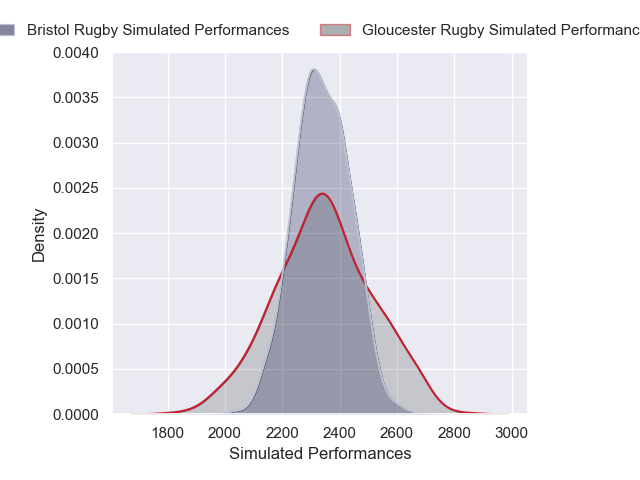 Bristol Rugby Simulated Performances
Gloucester Rugby Simulated Performanc
0.0040
0.0035
0.0030
0.0025
0.0020
0.0015
0.0010
0.0005
0.0000
Density
1800 2000 2200 2400 2600 2800 3000
Simulated Performances